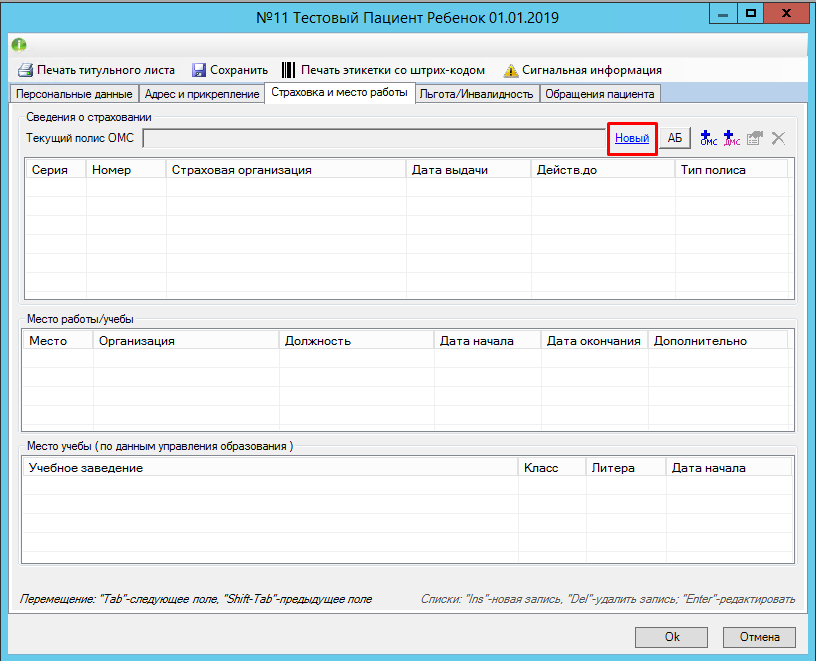 №11 Тестовый Пациент Ребенок 01.01.2019
Печать титульного листа Сохранить Печать этикетки со штрих-кодом Сигнальная информация
Персональные данные Адрес и прикрепление Страховка и место работы Льгота/Инвалидность Обращения пациента
Сведения о страховании
Текущий полис ОМС Новый АБ ОМС ДМС
Серия Номер Страховая организация Дата выдачи Действ.до Тип полиса
Место работы/учебы
Место Организация Должность Дата начала Дата окончания Дополнительно
Место учебы ( по данным управления образования )
Учебное заведение Класс Литера Дата начала
Перемещение: "Tab"-следующее поле, "Shift-Tab"-предыдущее поле Списки: "Ins"-новая запись, "Del"-удалить запись; "Enter"-редактировать
Ok Отмена